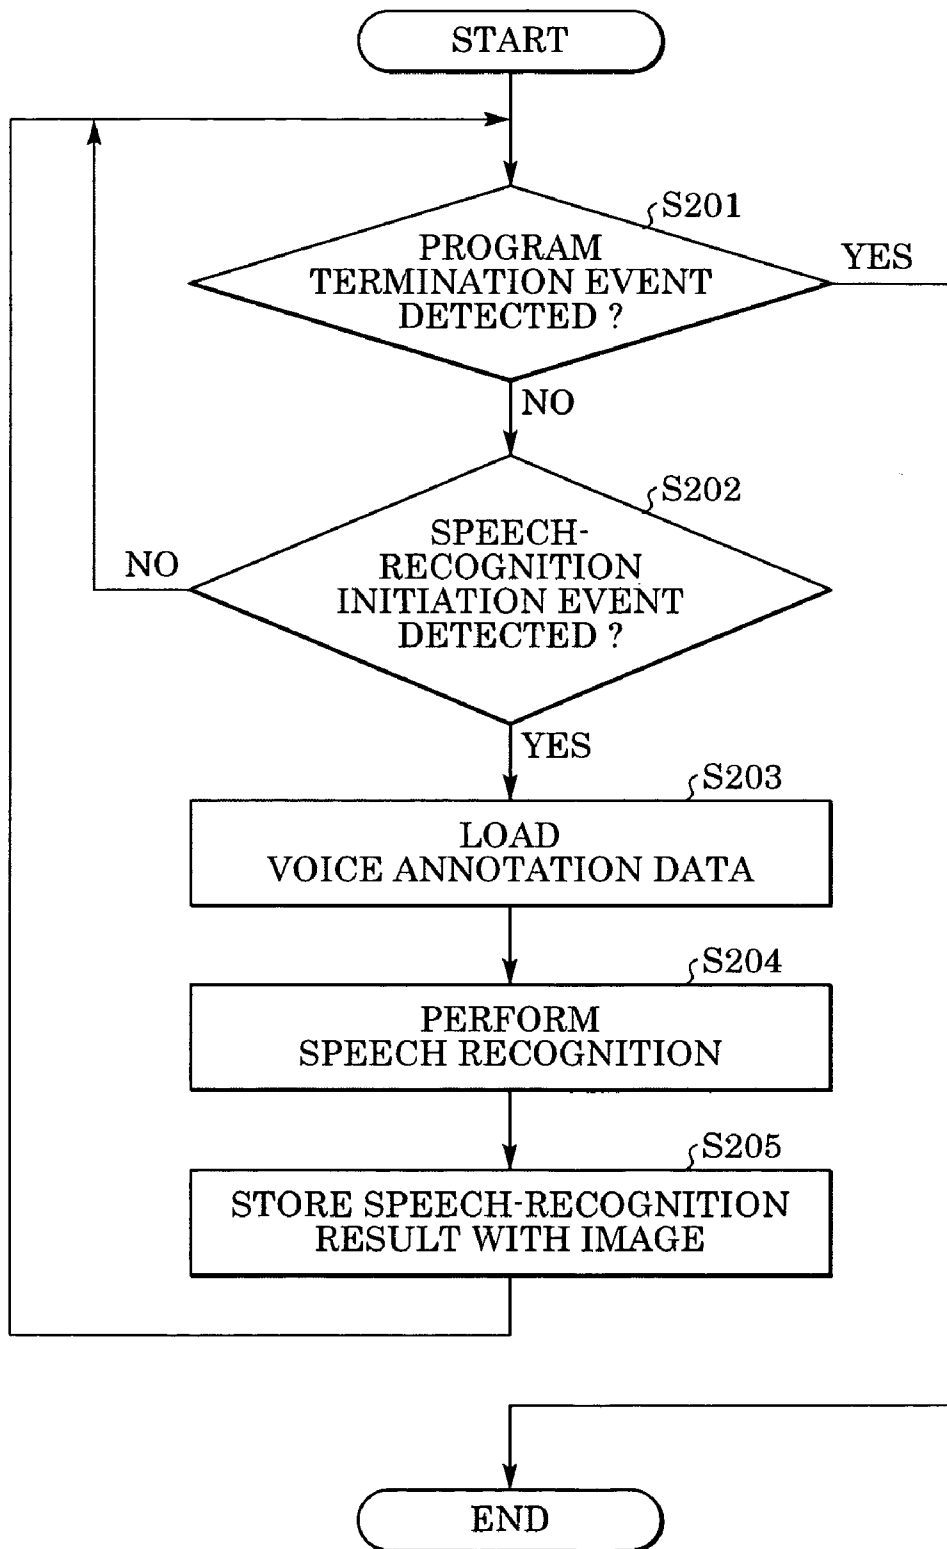 START
S201
PROGRAM
TERMINATION EVENT
DETECTED ?
YES
NO
S202
SPEECH-
RECOGNITION
INITIATION EVENT
DETECTED ?
NO
YES
S203
LOAD
VOICE ANNOTATION DATA
S204
PERFORM
SPEECH RECOGNITION
S205
STORE SPEECH-RECOGNITION
RESULT WITH IMAGE
END